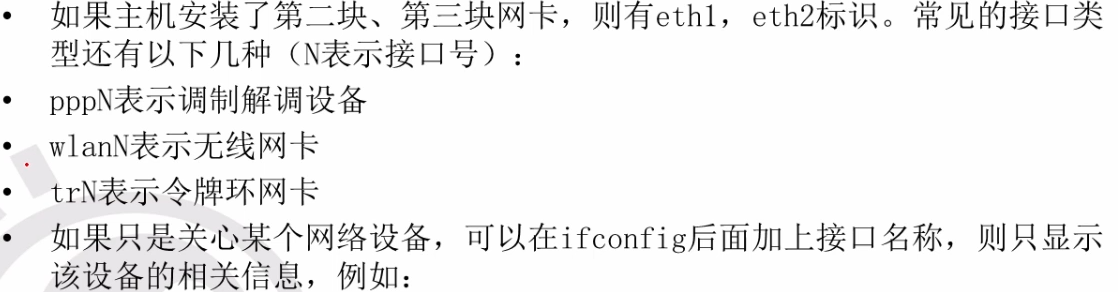 • 如果主机安装了第二块、第三块网卡，则有eth1，eth2标识。常见的接口类
型还有以下几种（N表示接口号）：
• pppN表示调制解调设备
• wlanN表示无线网卡
• trN表示令牌环网卡
• 如果只是关心某个网络设备，可以在ifconfig后面加上接口名称，则只显示
该设备的相关信息，例如：